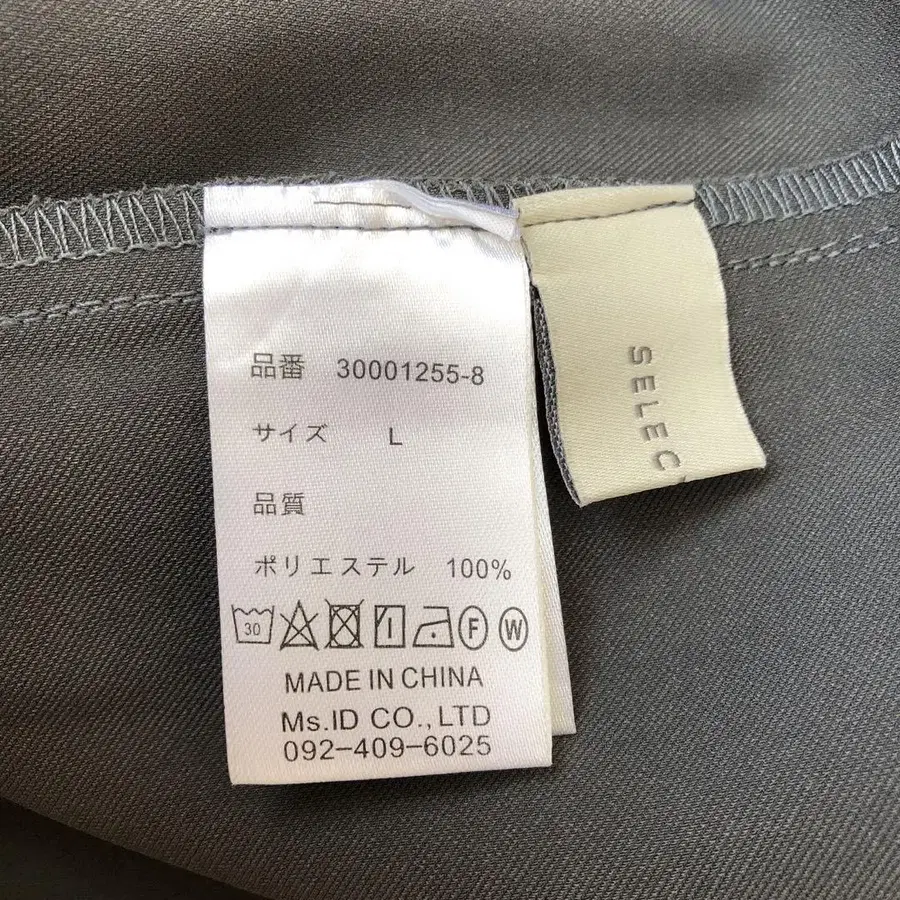 品番 30001255-8
サイズ L
品質
ポリエステル 100%
30 F W
MADE IN CHINA
Ms.ID CO.,LTD
092-409-6025
SELEC